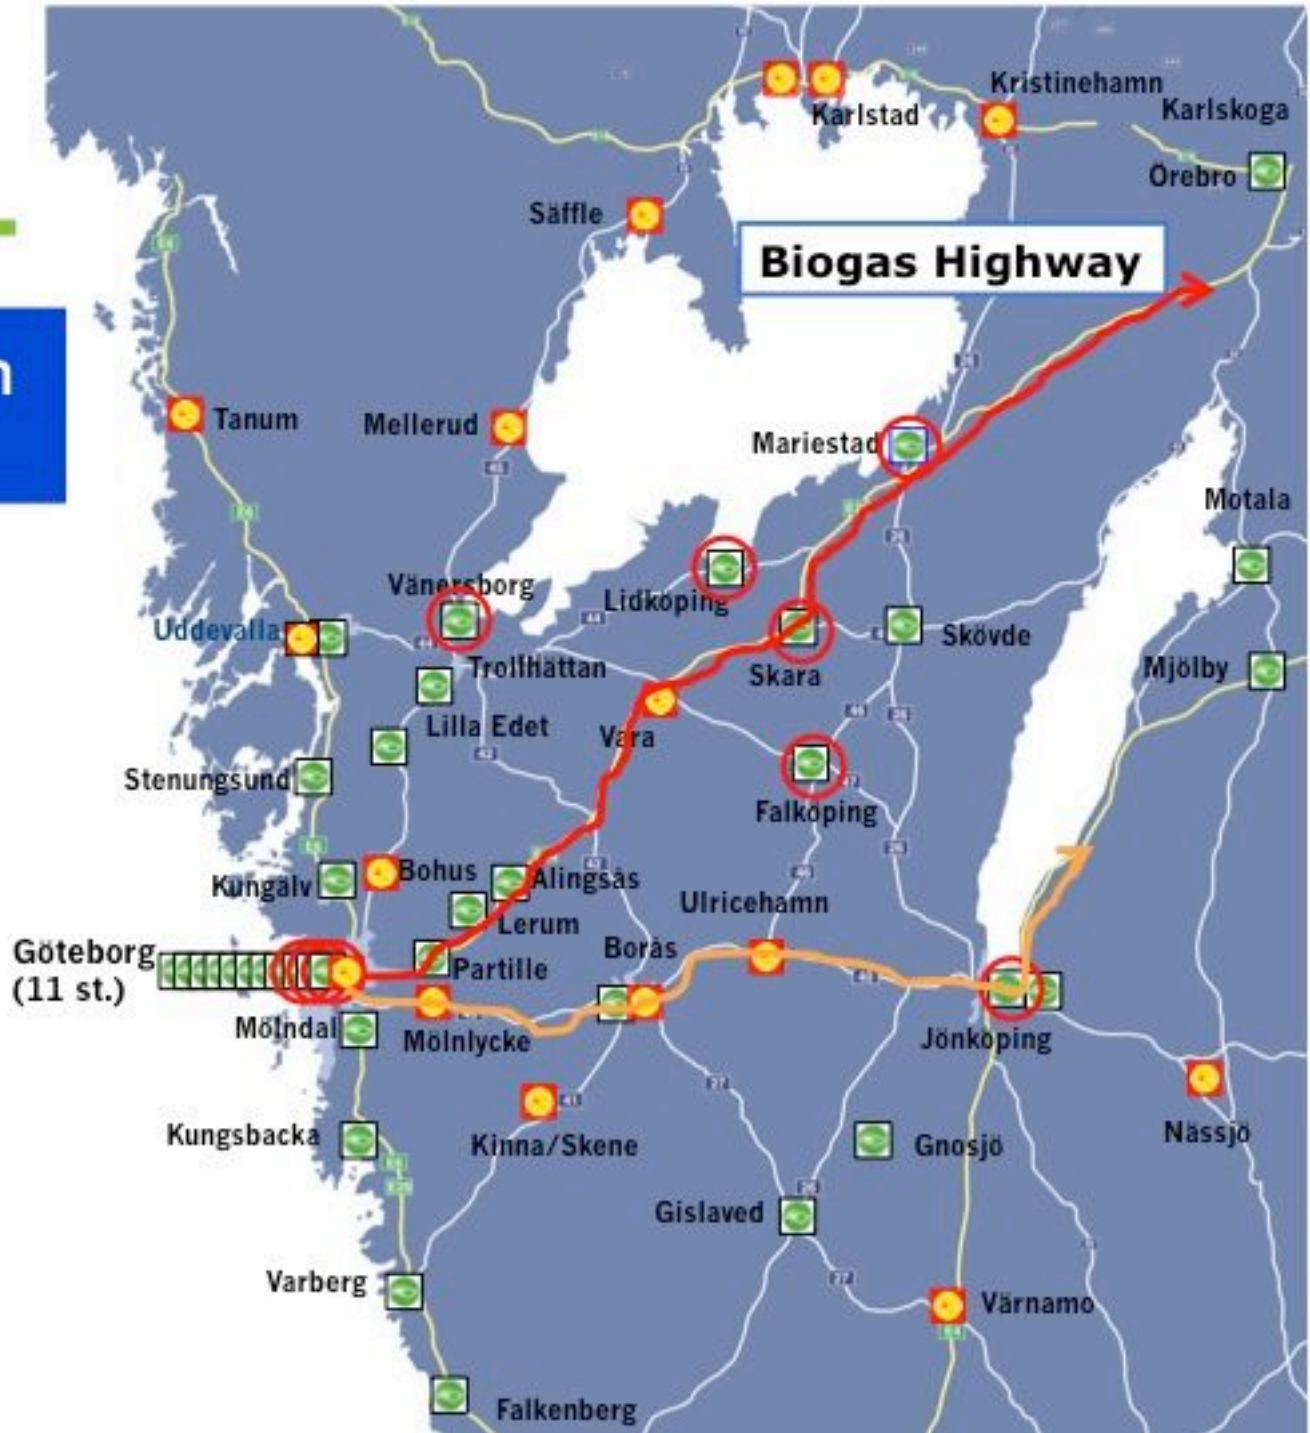 Kristinehamn
Karlskoga
Karlstad
Örebro
Säffle
Biogas Highway
n
Tanum
Mellerud
Mariestad
Motala
Vänersborg
Lidköping
Uddevalla
Skövde
Trollhättan
Skara
Mjölby
Lilla Edet
Vara
Stenungsund
Falköping
Bohus
Alingsås
Kungälv
Ulricehamn
Lerum
Göteborg
(11 st.)
Borås
Partille
Mölndal
Mölnlycke
Jönköping
Kungsbacka
Kinna/Skene
Gnosjö
Nässjö
Gislaved
Varberg
Värnamo
Falkenberg